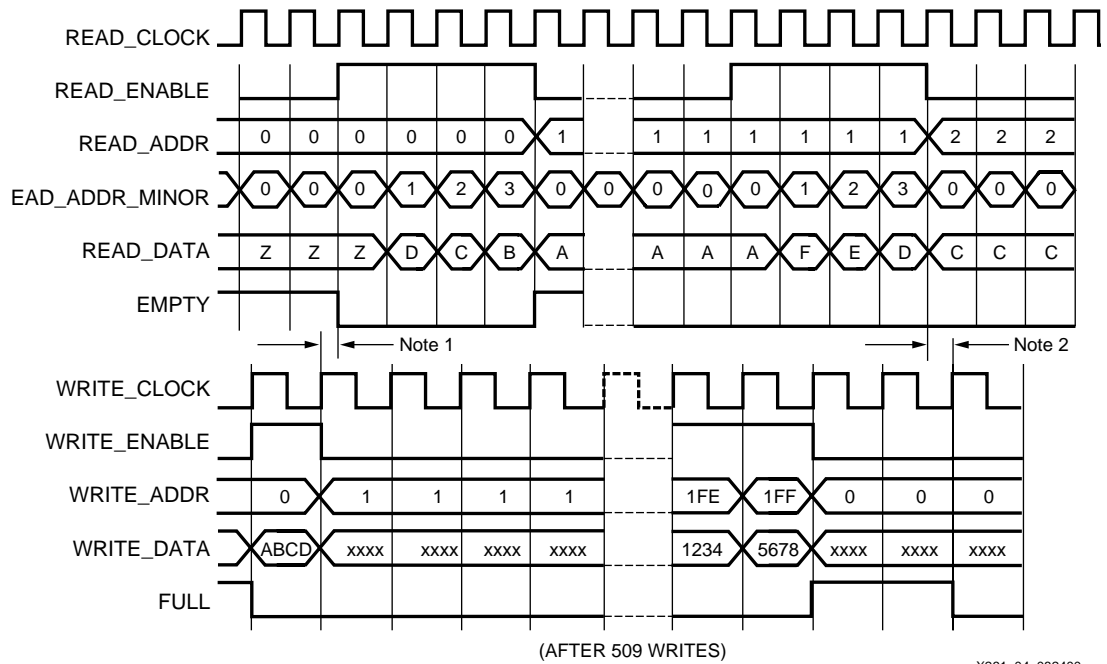 READ_CLOCK
READ_ENABLE
READ_ADDR 0 0 0 0 0 0 1 1 1 1 1 1 1 2 2 2
EAD_ADDR_MINOR 0 0 0 1 2 3 0 0 0 0 0 1 2 3 0 0 0
READ_DATA Z Z Z D C B A A A A F E D C C C
EMPTY
Note 1 Note 2
WRITE_CLOCK
WRITE_ENABLE
WRITE_ADDR 0 1 1 1 1 1FE 1FF 0 0 0
WRITE_DATA ABCD xxxx xxxx xxxx xxxx 1234 5678 xxxx xxxx xxxx
FULL
(AFTER 509 WRITES)